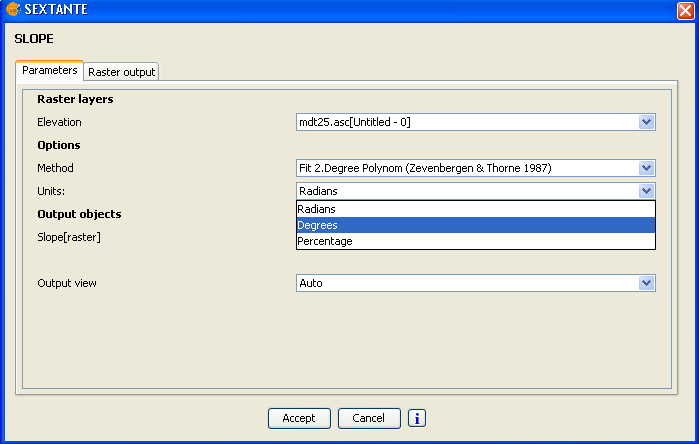 SEXTANTE
SLOPE
Parameters Raster output
Raster layers
Elevation mdt25.asc[Untitled - 0]
Options
Method Fit 2.Degree Polynom (Zevenbergen & Thorne 1987)
Units: Radians
Radians
Output objects
Degrees
Slope[raster] Percentage
Output view Auto
Accept Cancel i